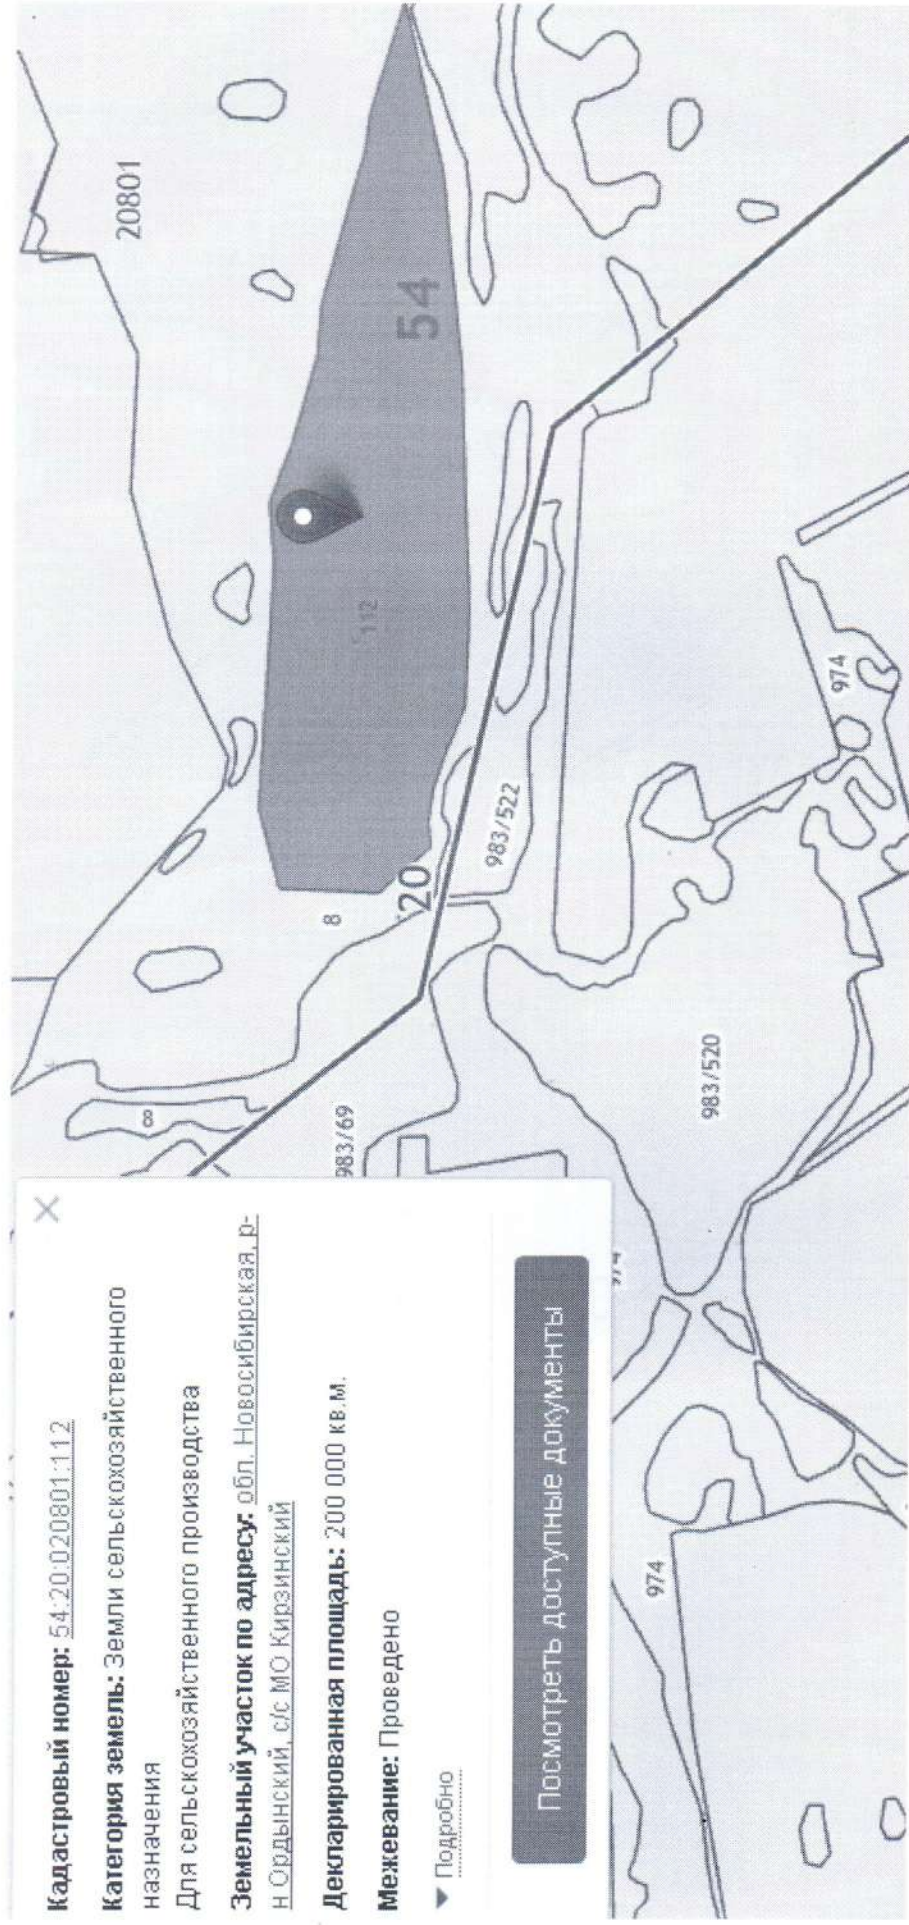 Кадастровый номер: 54:20:020801:112
Категория земель: Земли сельскохозяйственного
назначения
Для сельскохозяйственного производства
Земельный участок по адресу: обл. Новосибирская, р-
н Ордынский, с/с МО Кирзинский
Декларированная площадь: 200 000 кв.м.
Межевание: Проведено
Подробно
Посмотреть доступные документы
20801
54
112
20
8
8
983/522
983/69
983/520
974
974